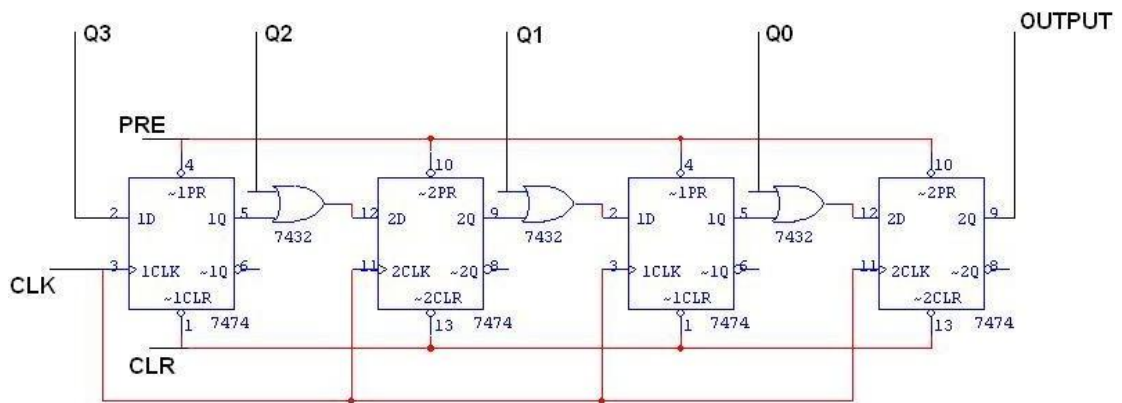 Q3 Q2 Q1 Q0 OUTPUT
PRE
4 10 4 10
~1PR ~2PR ~1PR ~2PR
2 1D 1Q 5 12 2D 2Q 9 2 1D 1Q 5 12 2D 2Q 9
7432 7432 7432
3 1CLK ~1Q 6 11 2CLK ~2Q 8 3 1CLK ~1Q 6 11 2CLK ~2Q 8
CLK
~1CLR ~2CLR ~1CLR ~2CLR
1 7474 13 7474 1 7474 13 7474
CLR